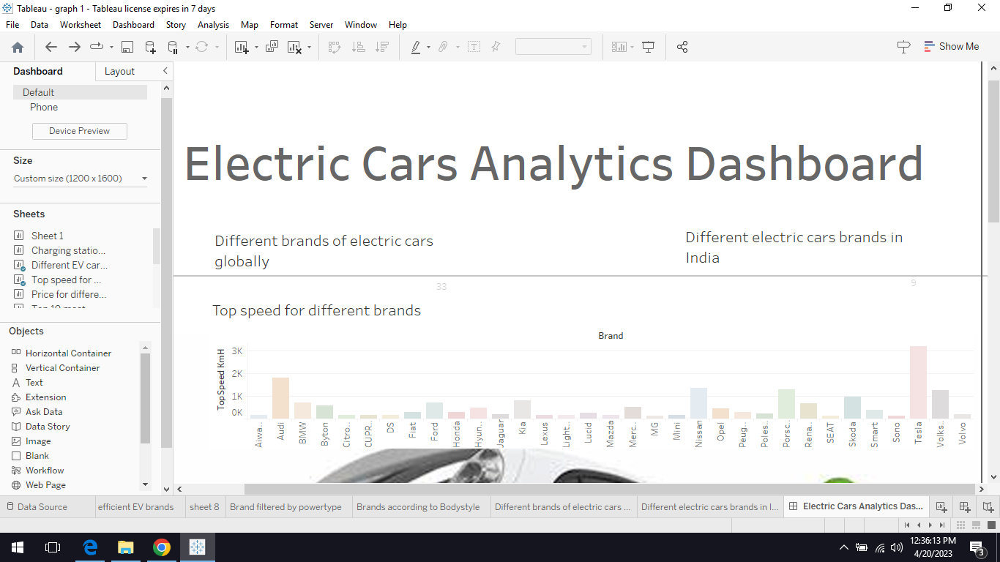 Tableau - graph 1 - Tableau license expires in 7 days
File Data Worksheet Dashboard Story Analysis Map Format Server Window Help
Show Me
Dashboard Layout
Default
Phone
Device Preview
Size
Custom size (1200 x 1600)
Sheets
Sheet 1
Charging statio...
Different EV car...
Top speed for ...
Price for differe...
Objects
Horizontal Container
Vertical Container
Text
Extension
Ask Data
Data Story
Image
Blank
Workflow
Web Page
Electric Cars Analytics Dashboard
Different brands of electric cars
globally
33
Different electric cars brands in
India
9
Top speed for different brands
Brand
TopSpeed KmH
3K
2K
1K
0K
Aiwa.. Audi BMW Byton Citro.. CUPR.. DS Fiat Ford Honda Hyun.. Jaguar Kia Lexus Light.. Lucid Mazda Merc.. MG Mini Nissan Opel Peug.. Poles.. Porsc.. Rena.. SEAT Skoda Smart Sono Tesla Volks.. Volvo
Data Source efficient EV brands sheet 8 Brand filtered by powertype Brands according to Bodystyle Different brands of electric cars ... Different electric cars brands in I... Electric Cars Analytics Das...
12:36:13 PM
4/20/2023
3